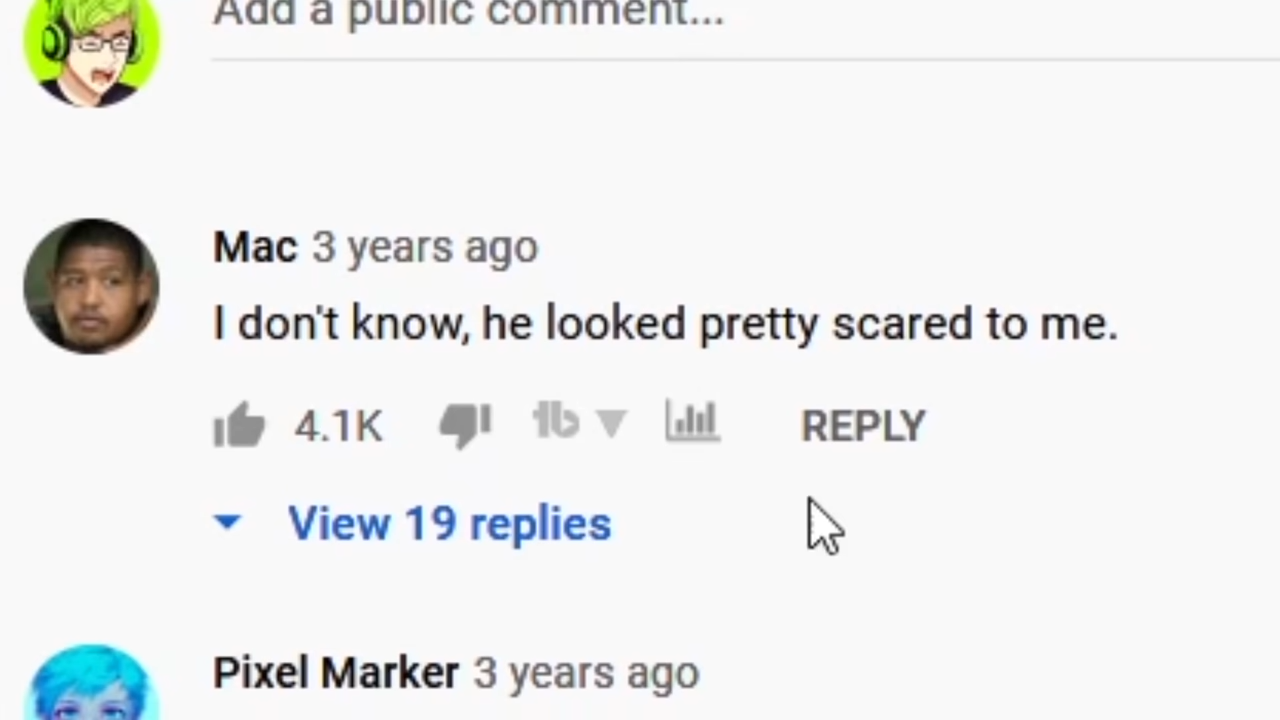 Add a public comment...
Mac 3 years ago
I don't know, he looked pretty scared to me.
4.1K tb REPLY
View 19 replies
Pixel Marker 3 years ago